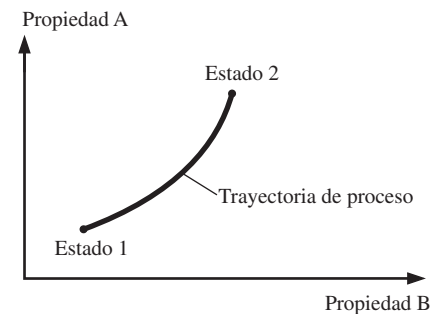 Propiedad A
Estado 2
Trayectoria de proceso
Estado 1
Propiedad B